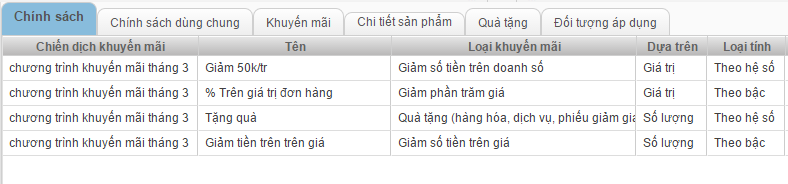 Chính sách Chính sách dùng chung Khuyến mãi Chi tiết sản phẩm Quà tặng Đối tượng áp dụng
Chiến dịch khuyến mãi Tên Loại khuyến mãi Dựa trên Loại tính
chương trình khuyến mãi tháng 3 Giảm 50k/tr Giảm số tiền trên doanh số Giá trị Theo hệ số
chương trình khuyến mãi tháng 3 % Trên giá trị đơn hàng Giảm phần trăm giá Giá trị Theo bậc
chương trình khuyến mãi tháng 3 Tặng quà Quà tặng (hàng hóa, dịch vụ, phiếu giảm giá Số lượng Theo hệ số
chương trình khuyến mãi tháng 3 Giảm tiền trên trên giá Giảm số tiền trên giá Số lượng Theo bậc